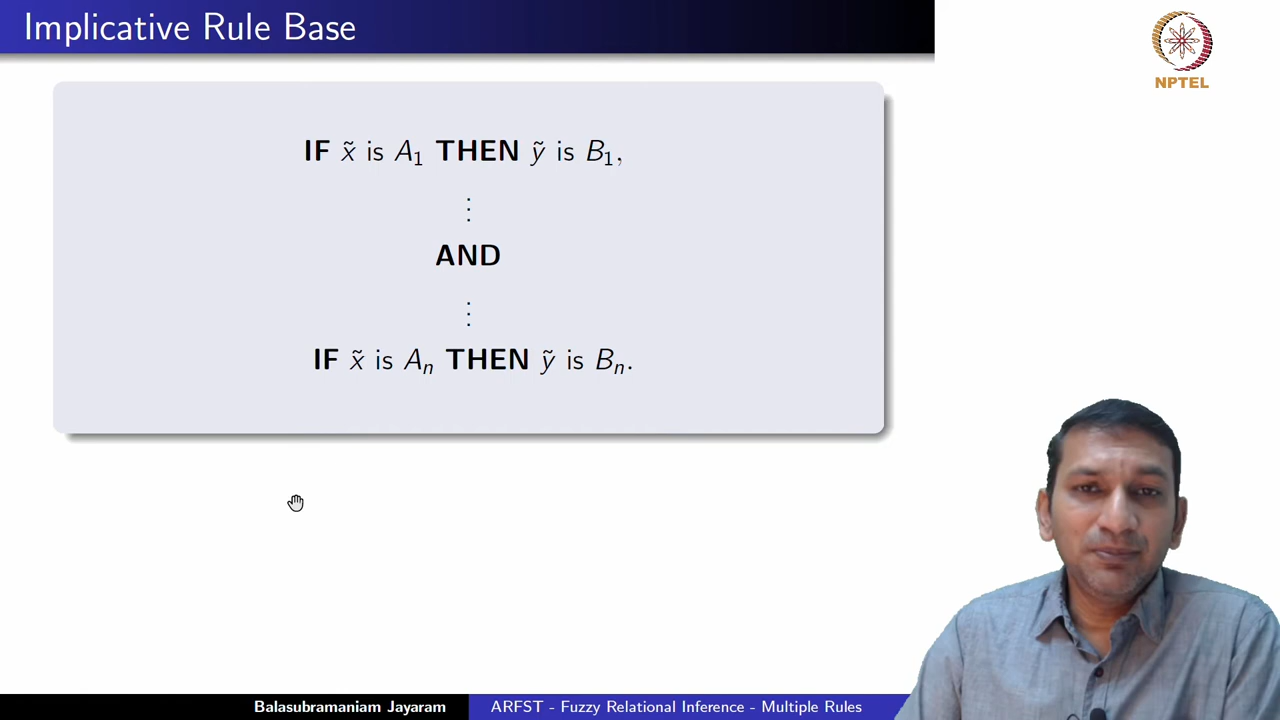 Implicative Rule Base
NPTEL
IF x̃ is A₁ THEN ỹ is B₁,
⋮
AND
⋮
IF x̃ is Aₙ THEN ỹ is Bₙ.
Balasubramaniam Jayaram
ARFST - Fuzzy Relational Inference - Multiple Rules